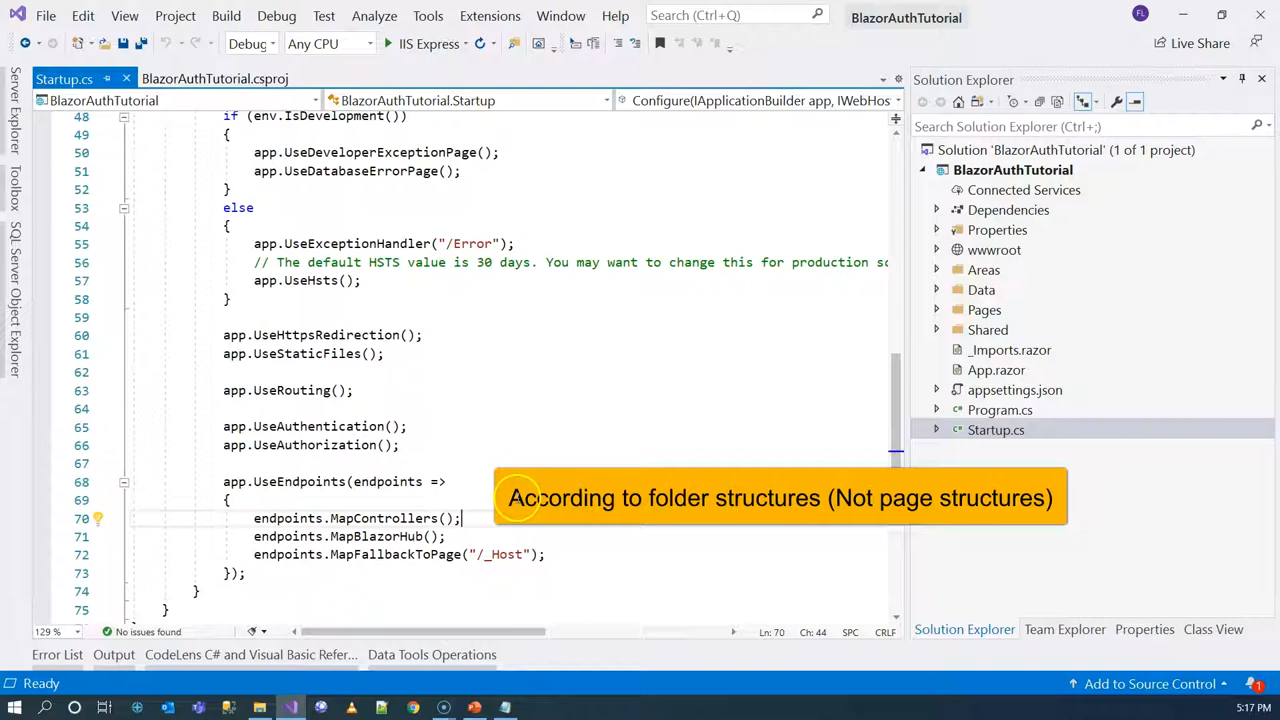 File Edit View Project Build Debug Test Analyze Tools Extensions Window Help Search (Ctrl+Q) BlazorAuthTutorial FL
Debug Any CPU IIS Express Live Share
Startup.cs BlazorAuthTutorial.csproj
BlazorAuthTutorial BlazorAuthTutorial.Startup Configure(IApplicationBuilder app, IWebHos
Server Explorer
Toolbox
SQL Server Object Explorer
48 if (env.IsDevelopment())
49 {
50 app.UseDeveloperExceptionPage();
51 app.UseDatabaseErrorPage();
52 }
53 else
54 {
55 app.UseExceptionHandler("/Error");
56 // The default HSTS value is 30 days. You may want to change this for production sc
57 app.UseHsts();
58 }
59
60 app.UseHttpsRedirection();
61 app.UseStaticFiles();
62
63 app.UseRouting();
64
65 app.UseAuthentication();
66 app.UseAuthorization();
67
68 app.UseEndpoints(endpoints =>
69 {
70 endpoints.MapControllers();
71 endpoints.MapBlazorHub();
72 endpoints.MapFallbackToPage("/_Host");
73 });
74 }
75 }
According to folder structures (Not page structures)
129 % No issues found Ln: 70 Ch: 44 SPC CRLF
Solution Explorer
Search Solution Explorer (Ctrl+;)
Solution 'BlazorAuthTutorial' (1 of 1 project)
BlazorAuthTutorial
Connected Services
Dependencies
Properties
wwwroot
Areas
Data
Pages
Shared
_Imports.razor
App.razor
appsettings.json
Program.cs
Startup.cs
Solution Explorer Team Explorer Properties Class View
Error List Output CodeLens C# and Visual Basic Refer... Data Tools Operations
Ready Add to Source Control 1
5:17 PM